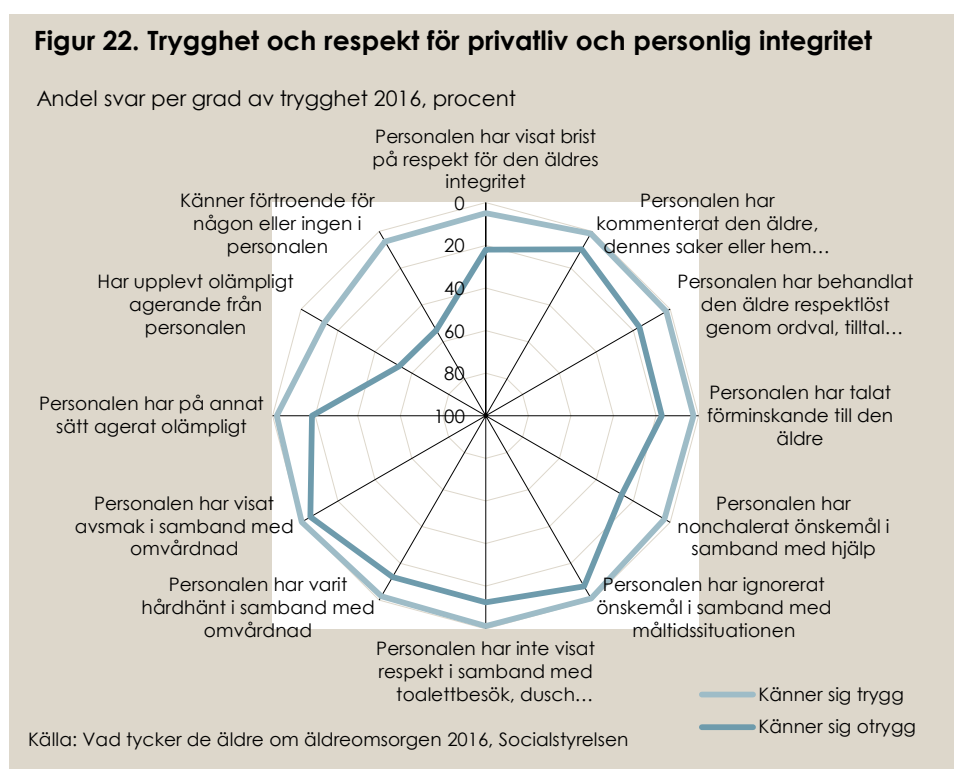 Figur 22. Trygghet och respekt för privatliv och personlig integritet
Andel svar per grad av trygghet 2016, procent
Personalen har visat brist
på respekt för den äldres
integritet
Personalen har
kommenterat den äldre,
dennes saker eller hem…
Personalen har behandlat
den äldre respektlöst
genom ordval, tilltal…
Personalen har talat
förminskande till den
äldre
Personalen har
nonchalerat önskemål i
samband med hjälp
Personalen har ignorerat
önskemål i samband med
måltidssituationen
Personalen har inte visat
respekt i samband med
toalettbesök, dusch…
Personalen har varit
hårdhänt i samband med
omvårdnad
Personalen har visat
avsmak i samband med
omvårdnad
Personalen har på annat
sätt agerat olämpligt
Har upplevt olämpligt
agerande från
personalen
Känner förtroende för
någon eller ingen i
personalen
0
20
40
60
80
100
Känner sig trygg
Känner sig otrygg
Källa: Vad tycker de äldre om äldreomsorgen 2016, Socialstyrelsen